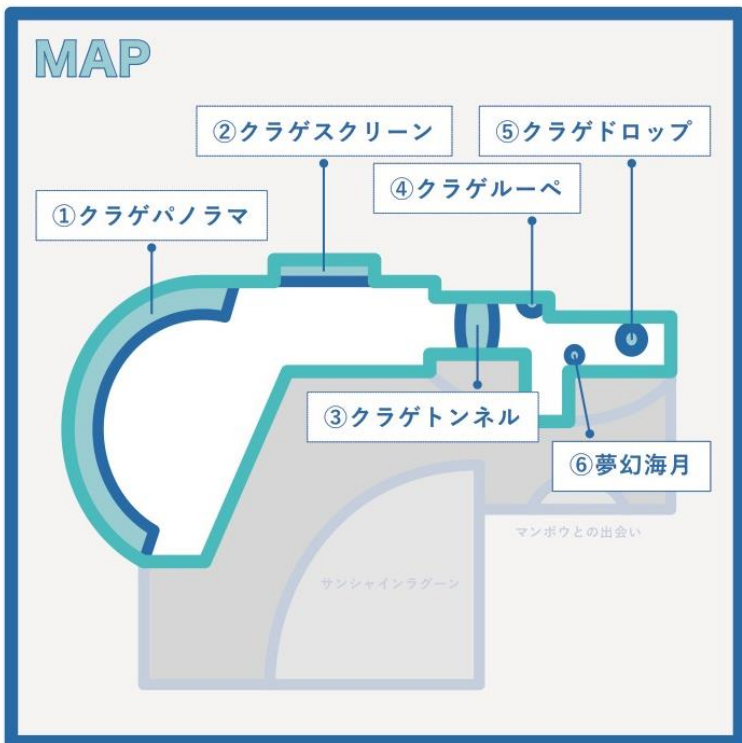 MAP
②クラゲスクリーン
⑤クラゲドロップ
④クラゲルーペ
①クラゲパノラマ
③クラゲトンネル
⑥夢幻海月
マンボウとの出会い
サンシャインラグーン